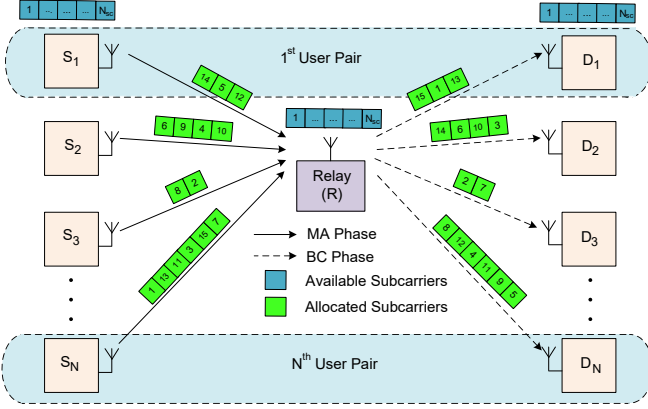 1 ... ... ... N_SC
1 ... ... ... N_SC
S_1
1^st User Pair
D_1
14 5 12
15 1 13
1 ... ... ... N_SC
S_2
6 9 4 10
14 6 10 3
D_2
Relay
(R)
8 2
2 7
S_3
D_3
1 13 11 3 15 7
8 12 4 11 9 5
MA Phase
BC Phase
Available Subcarriers
Allocated Subcarriers
S_N
N^th User Pair
D_N